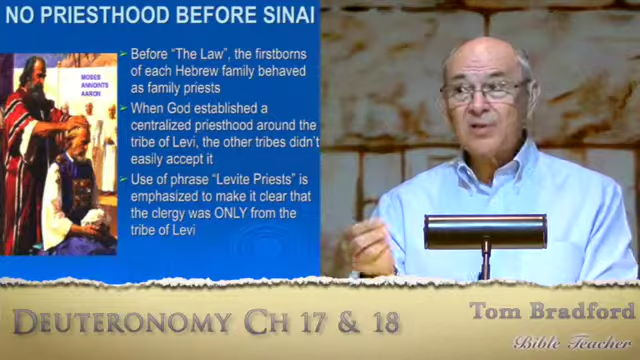 NO PRIESTHOOD BEFORE SINAI
MOSES
ANNOINTS
AARON
➢ Before "The Law", the firstborns
of each Hebrew family behaved
as family priests
➢ When God established a
centralized priesthood around the
tribe of Levi, the other tribes didn't
easily accept it
➢ Use of phrase "Levite Priests" is
emphasized to make it clear that
the clergy was ONLY from the
tribe of Levi
DEUTERONOMY CH 17 & 18
Tom Bradford
Bible Teacher